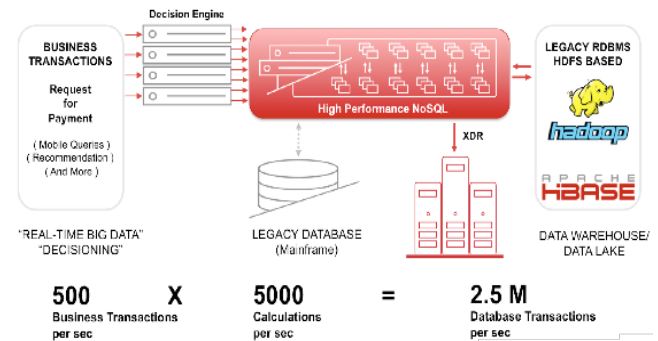 Decision Engine
BUSINESS
TRANSACTIONS
Request
for
Payment
( Mobile Queries )
( Recommendation )
( And More )
High Performance NoSQL
LEGACY RDBMS
HDFS BASED
hadoop
APACHE
HBASE
XDR
"REAL-TIME BIG DATA"
"DECISIONING"
LEGACY DATABASE
(Mainframe)
DATA WAREHOUSE/
DATA LAKE
500 X 5000 = 2.5 M
Business Transactions Calculations Database Transactions
per sec per sec per sec